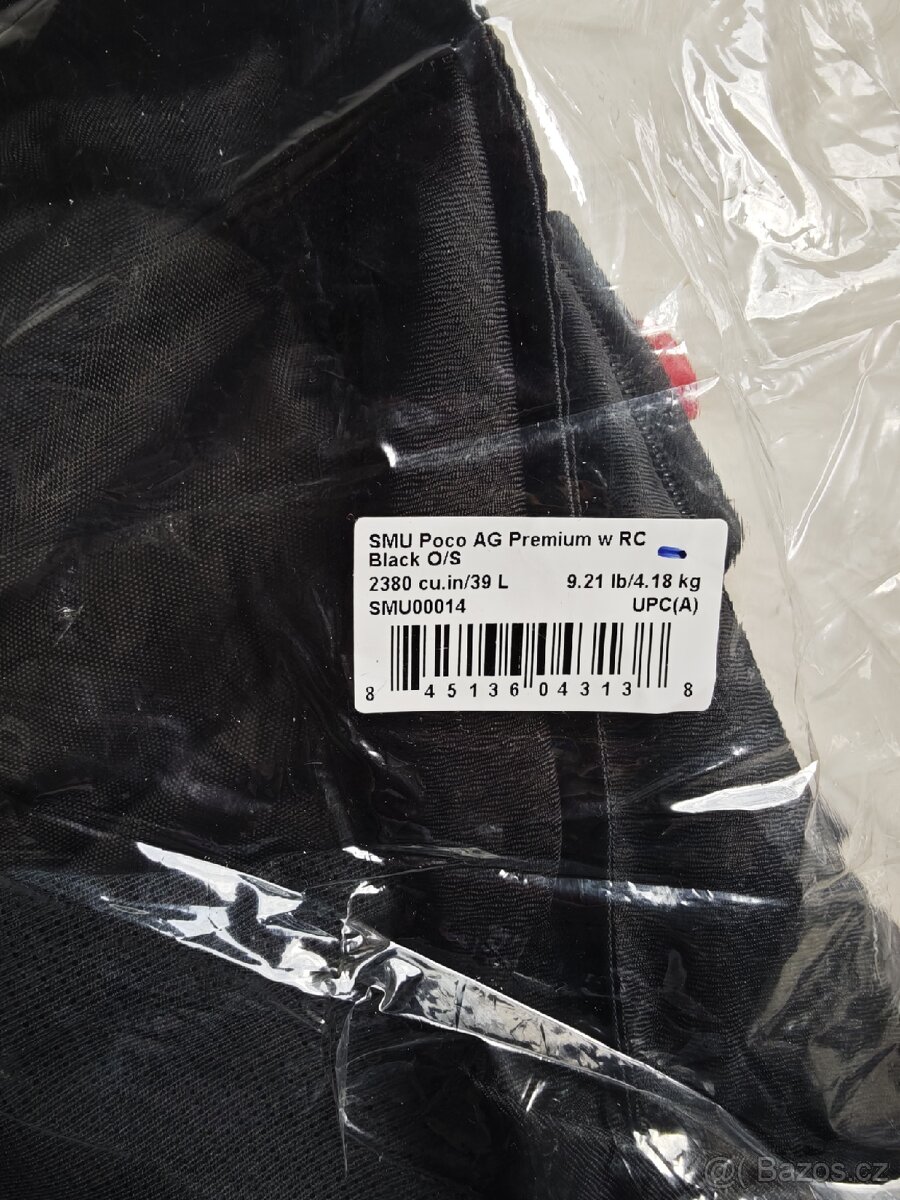 SMU Poco AG Premium w RC
Black O/S
2380 cu.in/39 L 9.21 lb/4.18 kg
SMU00014 UPC(A)
8 45136 04313 8
@( Bazos.cz